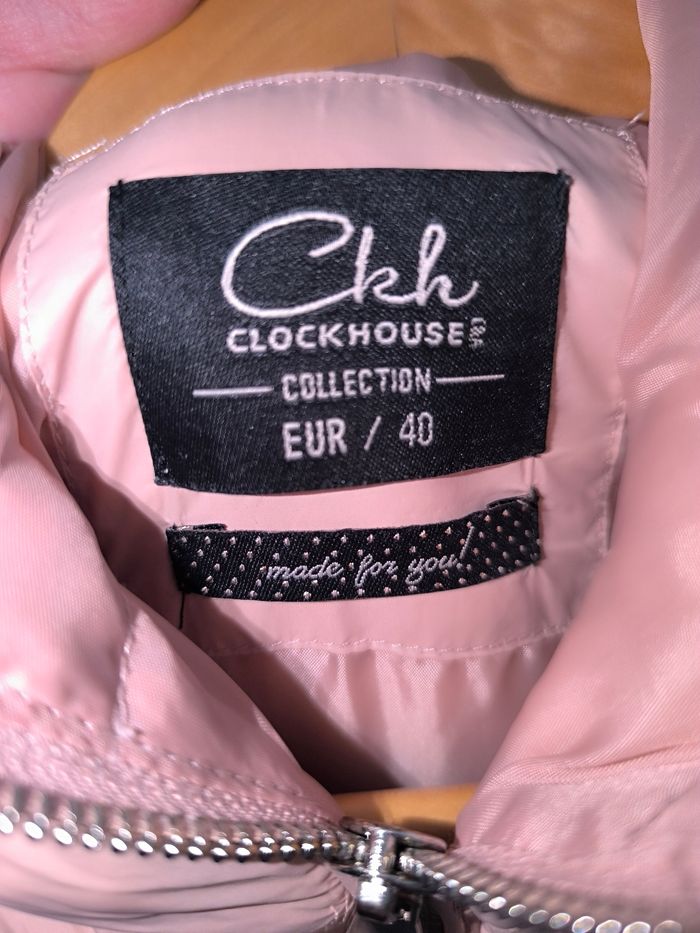 Ckh
CLOCKHOUSE C&A
COLLECTION
EUR / 40
made for you!